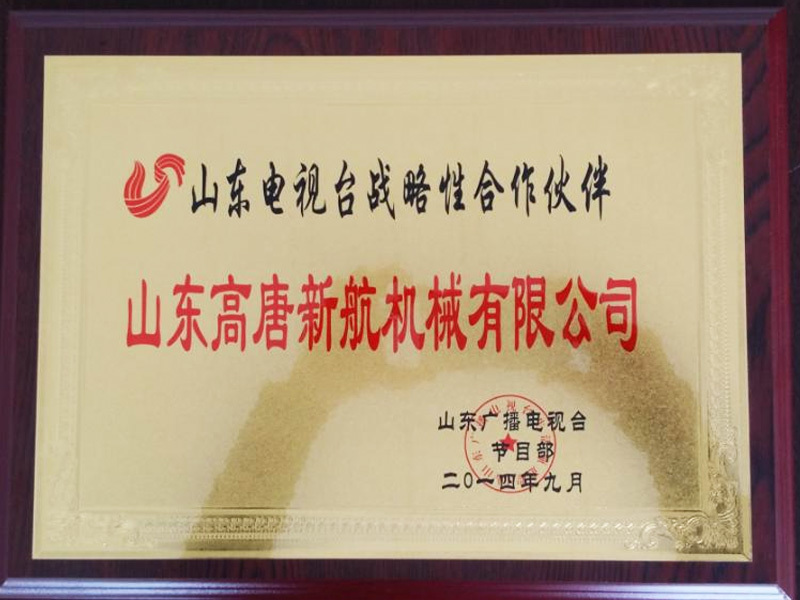 山东电视台战略性合作伙伴
山东高唐新航机械有限公司
山东广播电视台
节目部
二0一四年九月